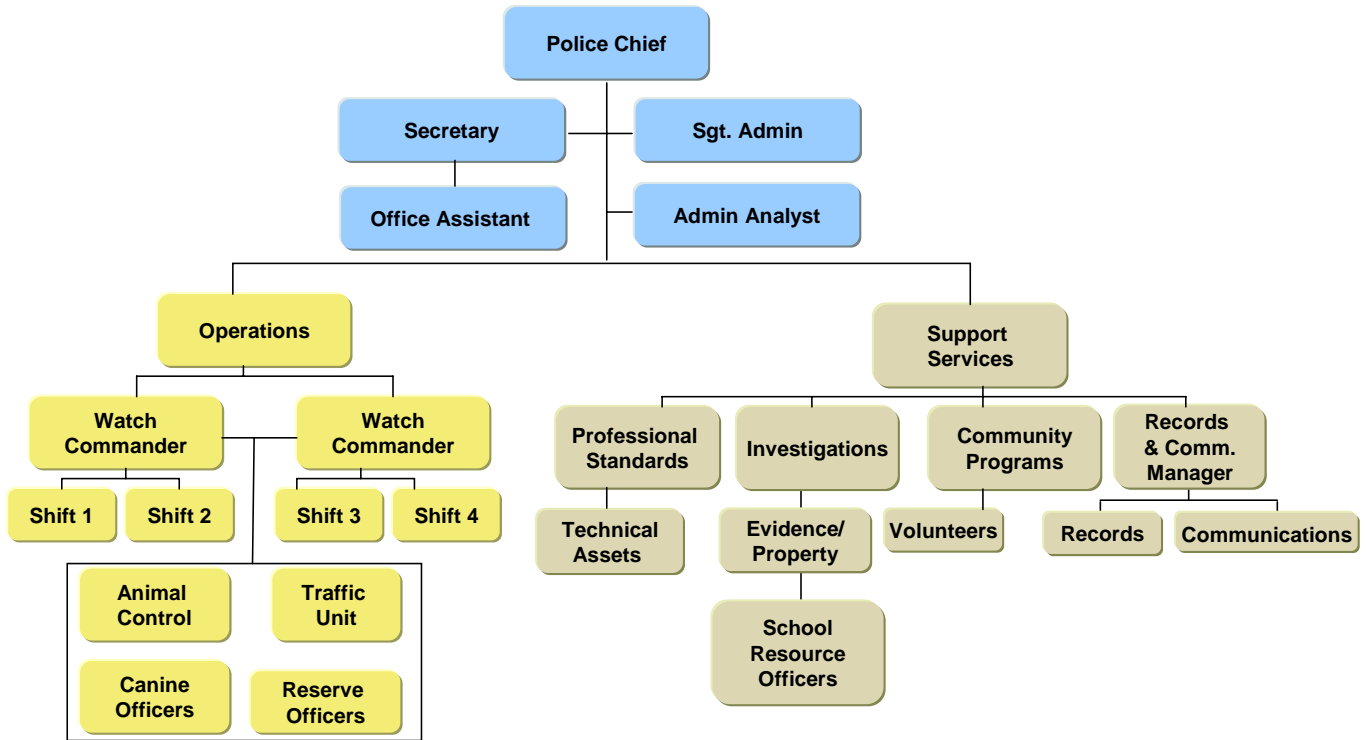 Police Chief
Secretary
Sgt. Admin
Office Assistant
Admin Analyst
Operations
Support
Services
Watch
Commander
Watch
Commander
Professional
Standards
Investigations
Community
Programs
Records
& Comm.
Manager
Shift 1
Shift 2
Shift 3
Shift 4
Technical
Assets
Evidence/
Property
Volunteers
Records
Communications
Animal
Control
Traffic
Unit
School
Resource
Officers
Canine
Officers
Reserve
Officers